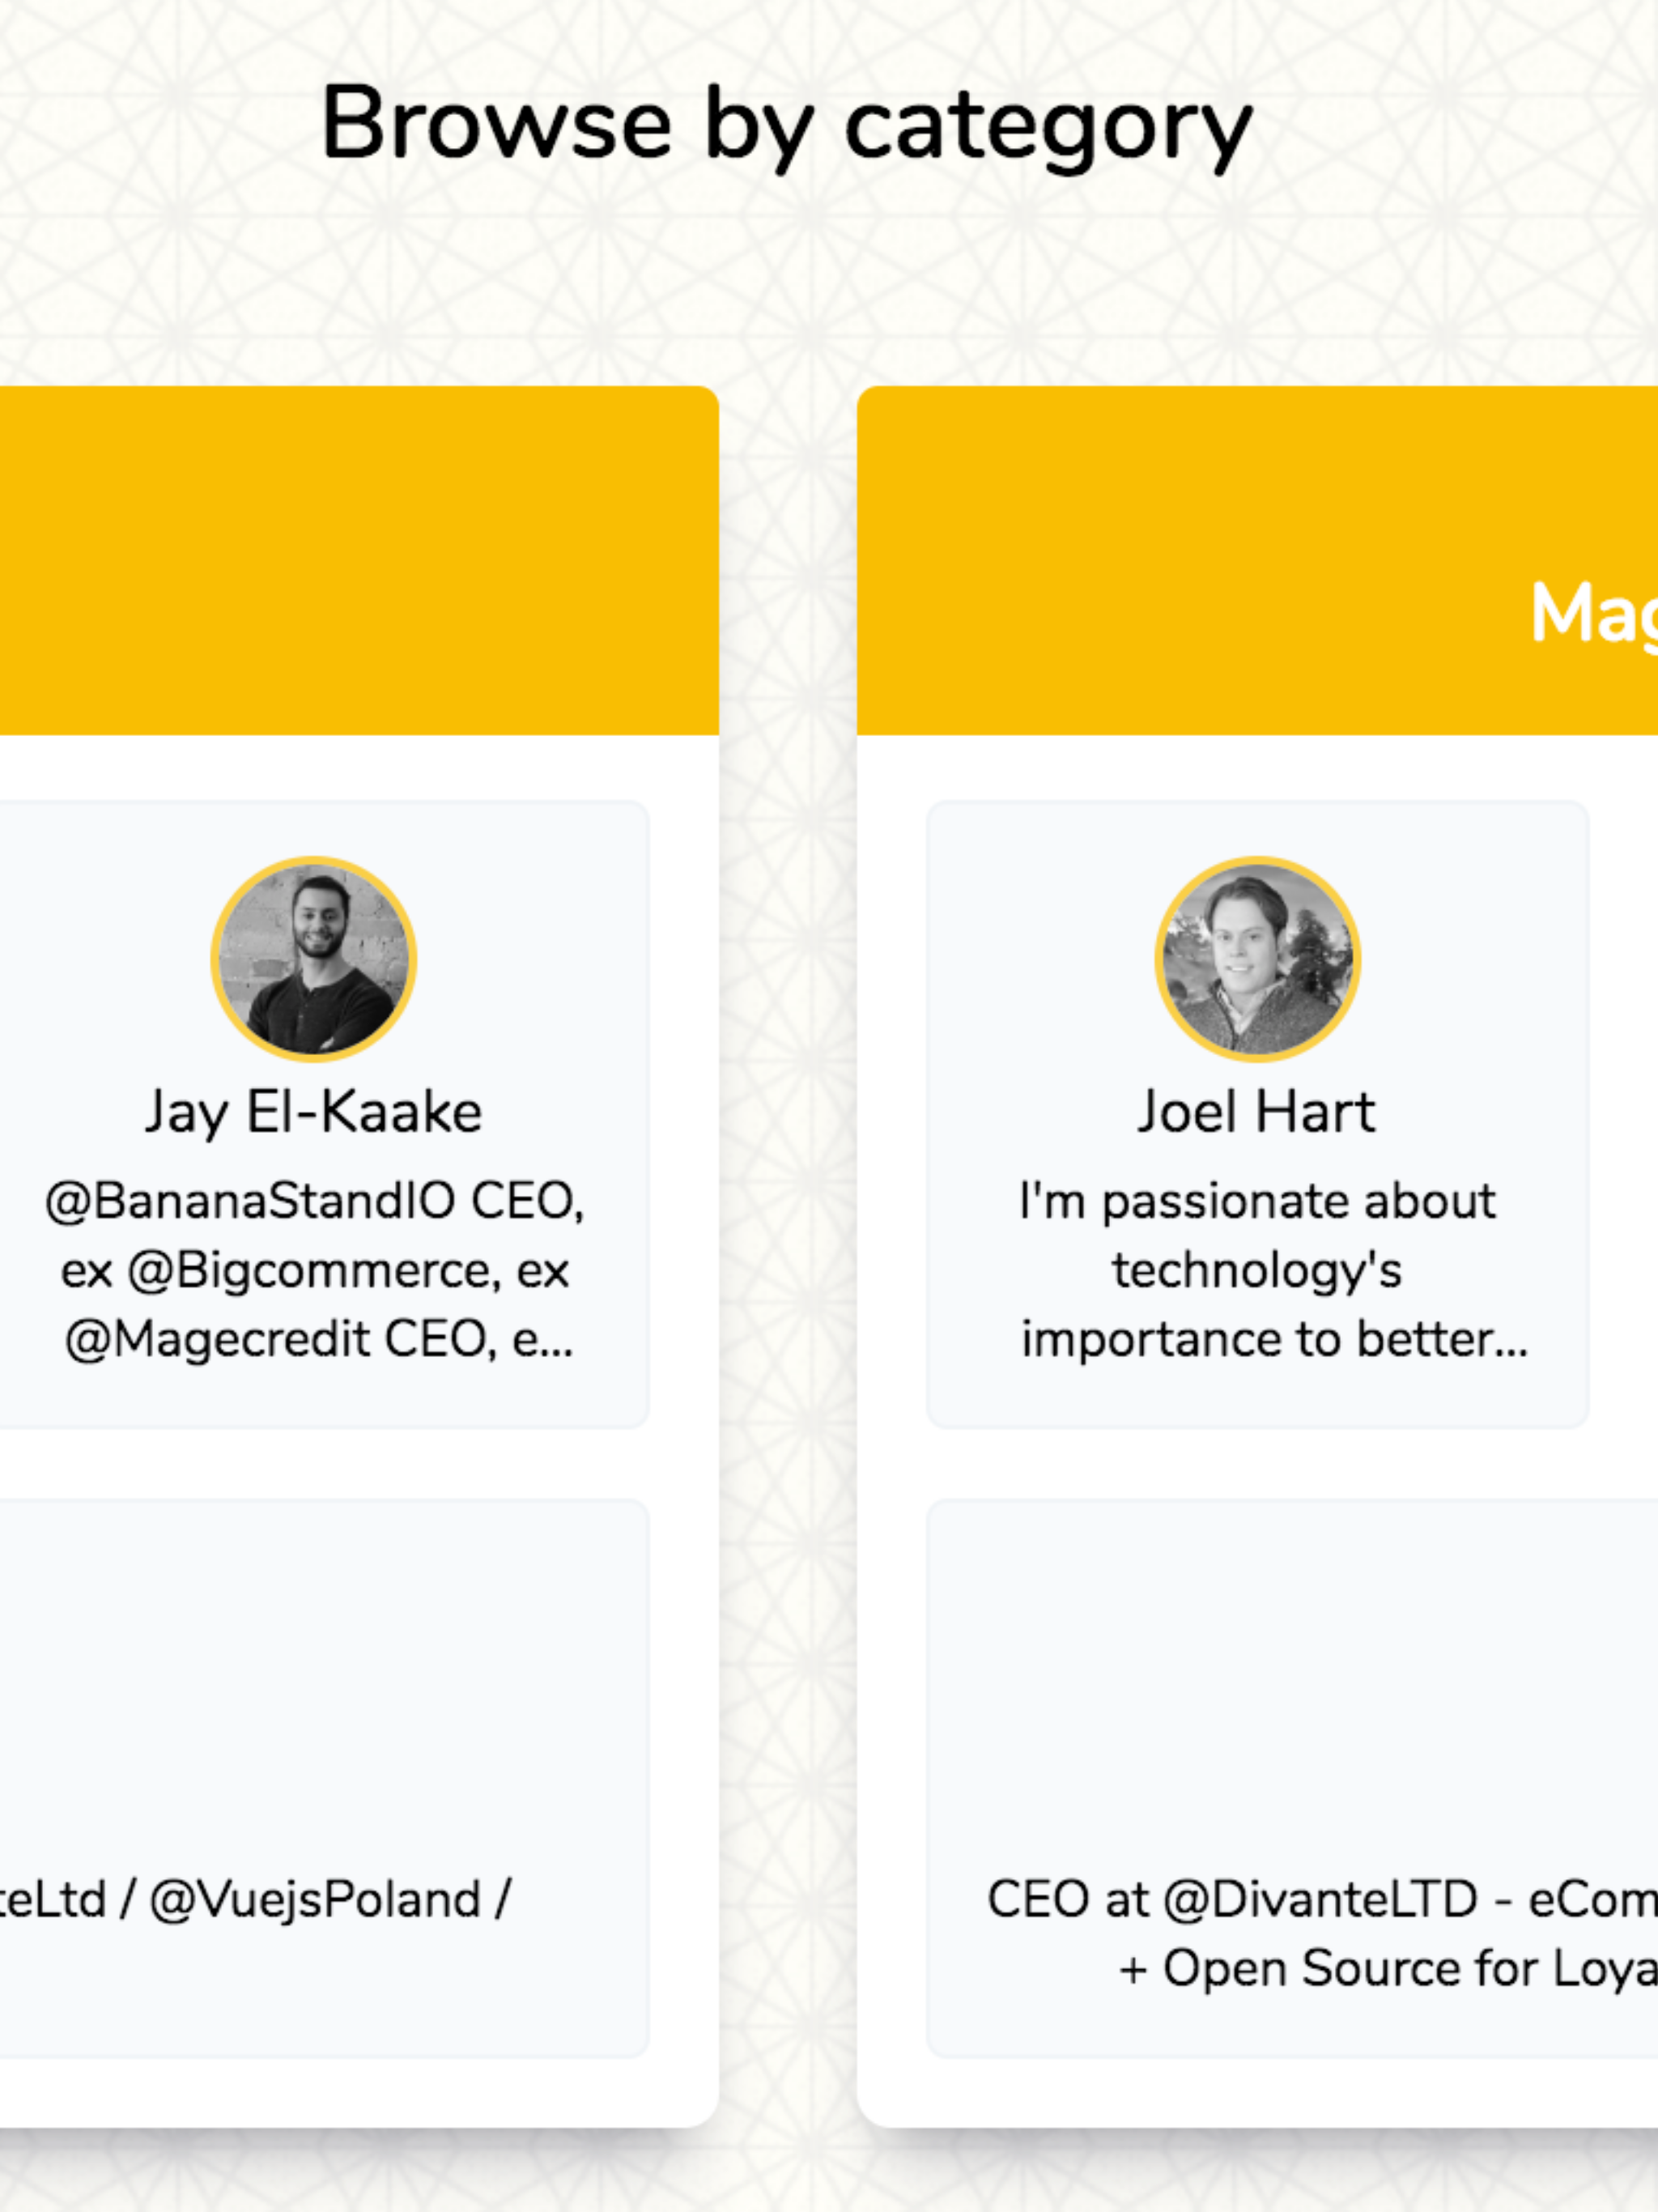 Browse by category
Jay El-Kaake
@BananaStandIO CEO,
ex @Bigcommerce, ex
@Magecredit CEO, e...
teLtd / @VuejsPoland /
Mag
Joel Hart
I'm passionate about
technology's
importance to better...
CEO at @DivanteLTD - eCom
+ Open Source for Loya